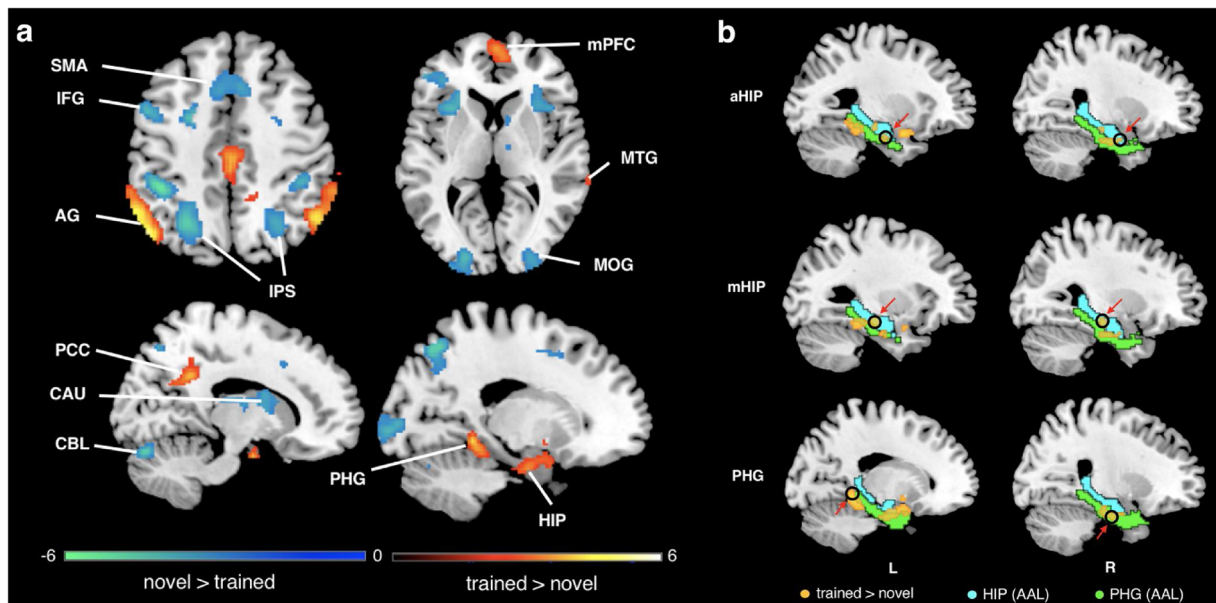 a
SMA
IFG
AG
IPS
mPFC
MTG
MOG
PCC
CAU
CBL
PHG
HIP
L
-6
0
6
novel > trained
trained > novel
b
aHIP
mHIP
PHG
L
R
trained > novel
HIP (AAL)
PHG (AAL)